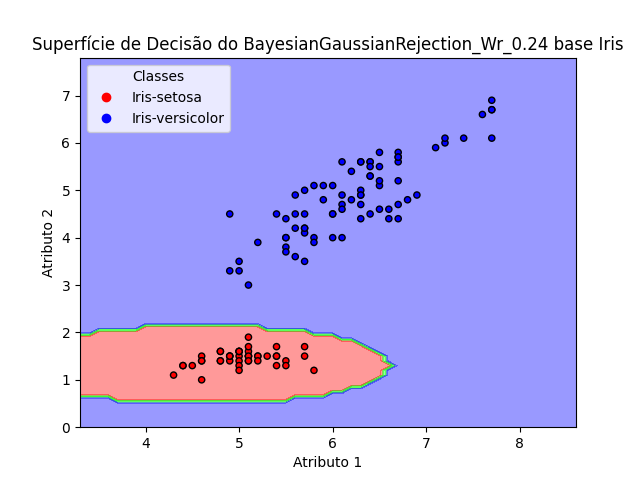 Superfície de Decisão do BayesianGaussianRejection_Wr_0.24 base Iris
Classes
Iris-setosa
Iris-versicolor
Atributo 2
7
6
5
4
3
2
1
0
4
5
6
7
8
Atributo 1